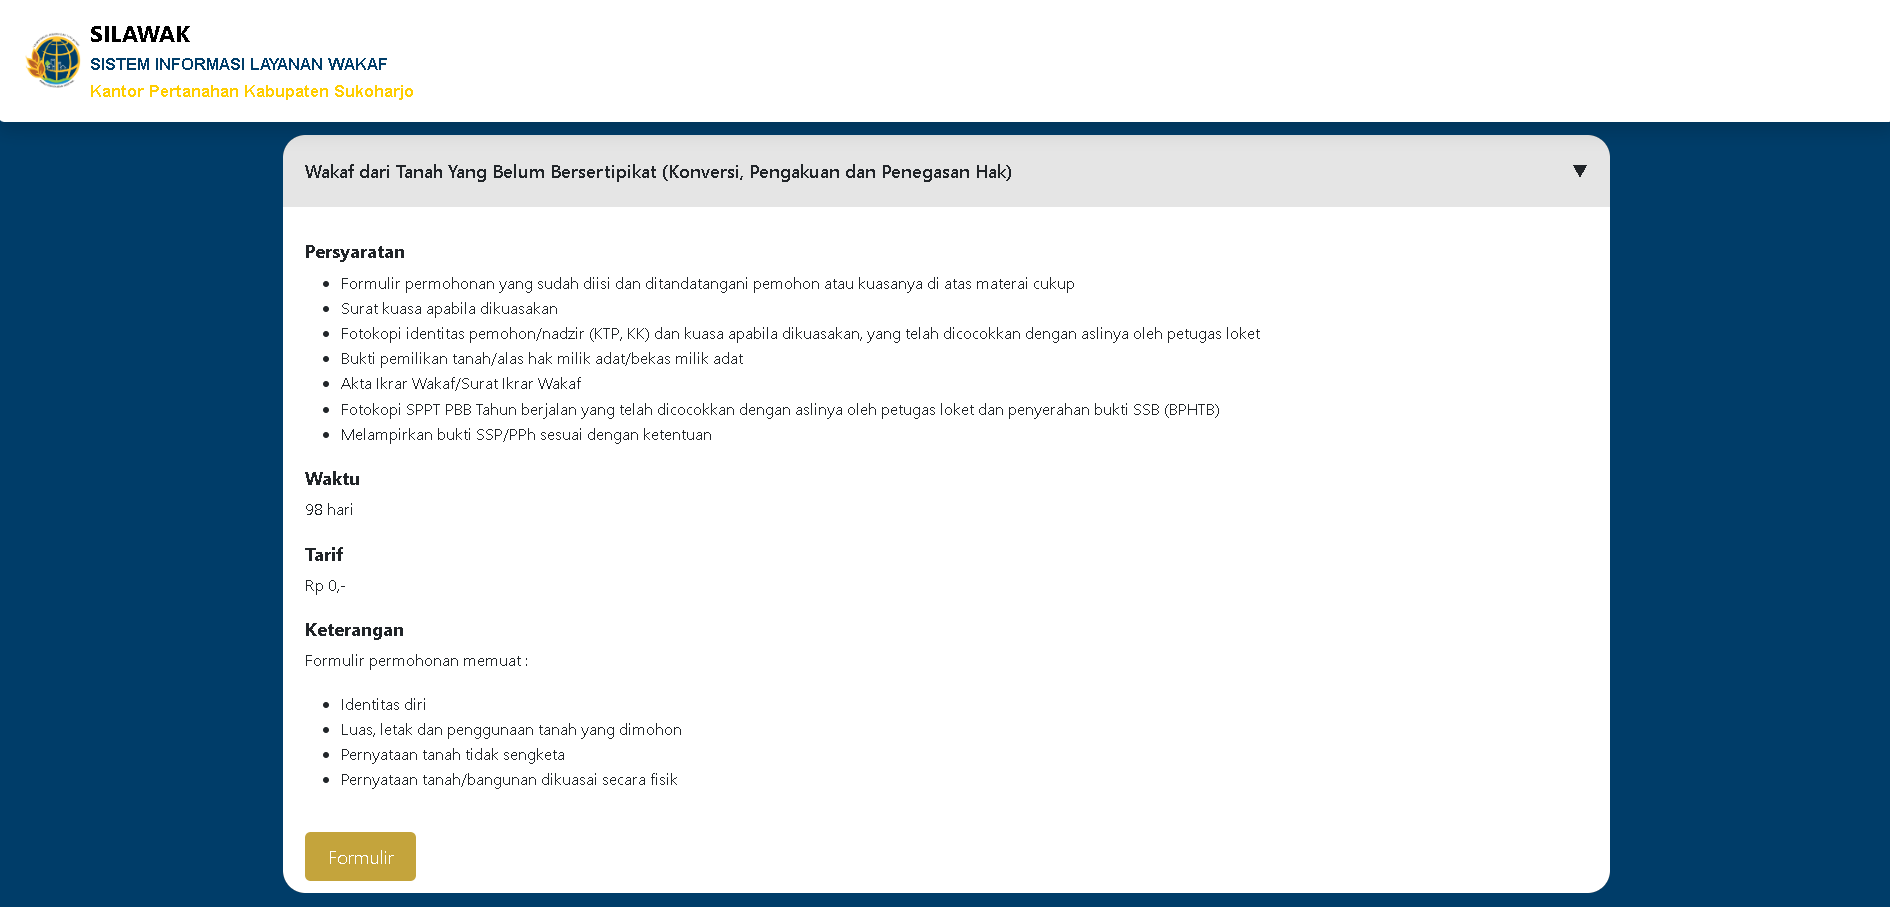 SILAWAK
SISTEM INFORMASI LAYANAN WAKAF
Kantor Pertanahan Kabupaten Sukoharjo
Wakaf dari Tanah Yang Belum Bersertipikat (Konversi, Pengakuan dan Penegasan Hak)
Persyaratan
Formulir permohonan yang sudah diisi dan ditandatangani pemohon atau kuasanya di atas materai cukup
Surat kuasa apabila dikuasakan
Fotokopi identitas pemohon/nadzir (KTP, KK) dan kuasa apabila dikuasakan, yang telah dicocokkan dengan aslinya oleh petugas loket
Bukti pemilikan tanah/alas hak milik adat/bekas milik adat
Akta Ikrar Wakaf/Surat Ikrar Wakaf
Fotokopi SPPT PBB Tahun berjalan yang telah dicocokkan dengan aslinya oleh petugas loket dan penyerahan bukti SSB (BPHTB)
Melampirkan bukti SSP/PPh sesuai dengan ketentuan
Waktu
98 hari
Tarif
Rp 0,-
Keterangan
Formulir permohonan memuat :
Identitas diri
Luas, letak dan penggunaan tanah yang dimohon
Pernyataan tanah tidak sengketa
Pernyataan tanah/bangunan dikuasai secara fisik
Formulir